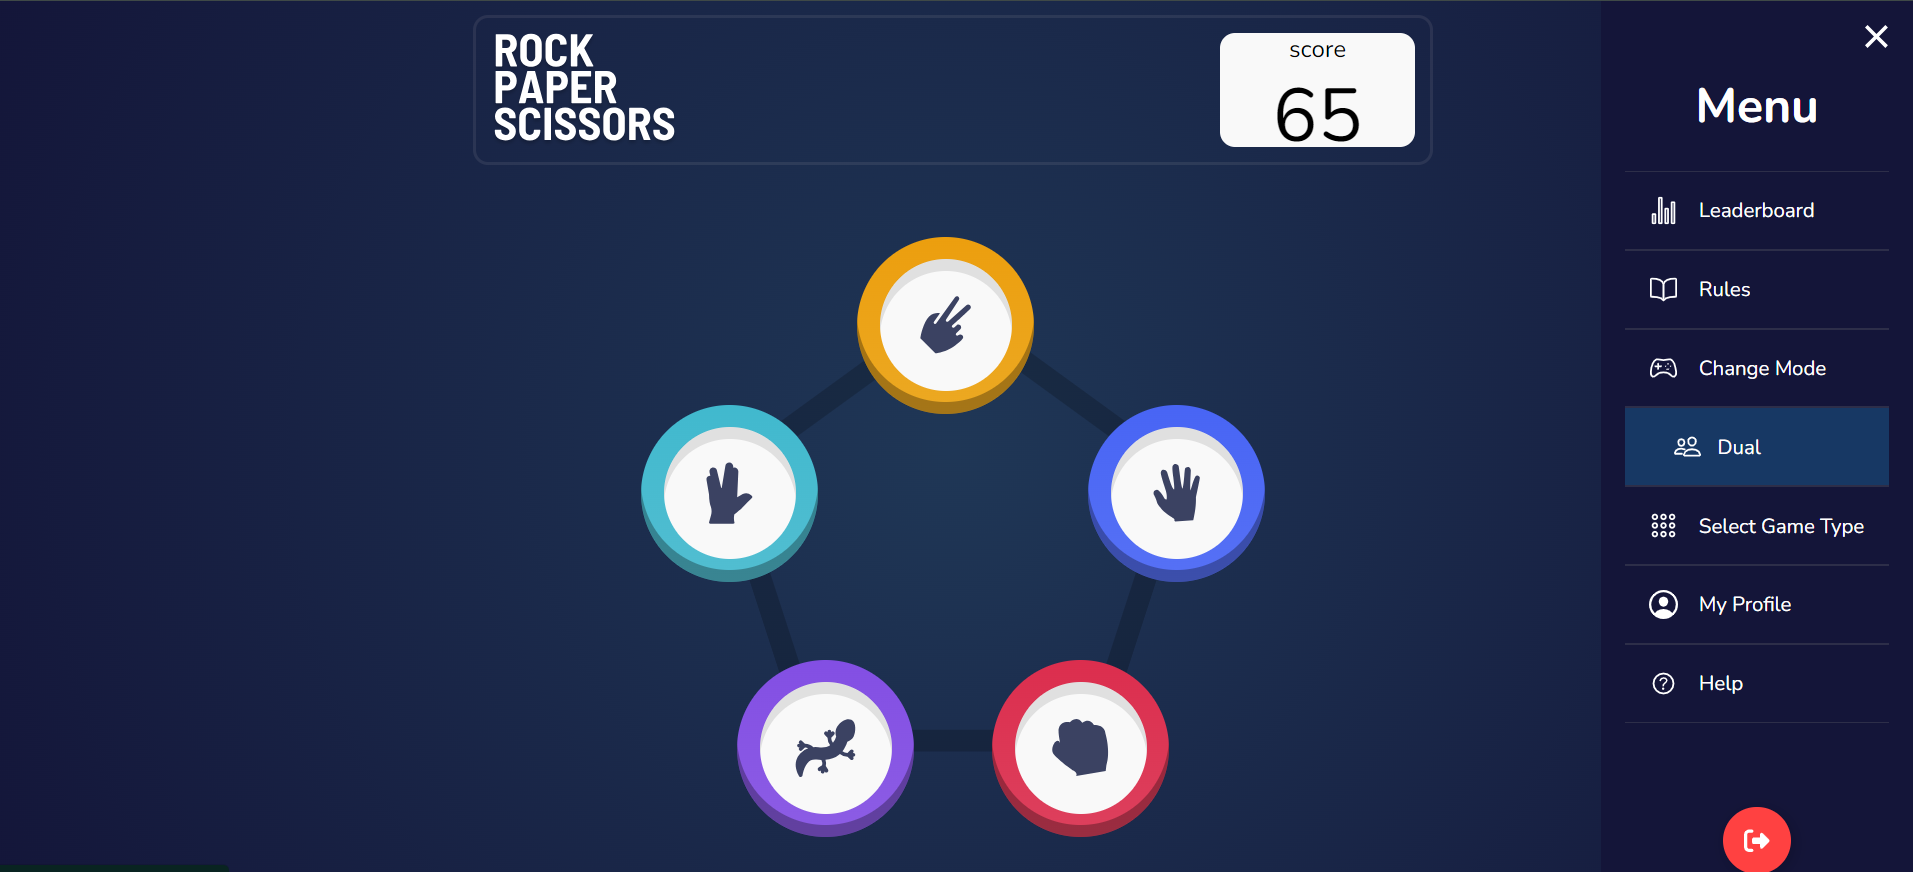 ROCK
PAPER
SCISSORS
score
65
Menu
Leaderboard
Rules
Change Mode
Dual
Select Game Type
My Profile
Help